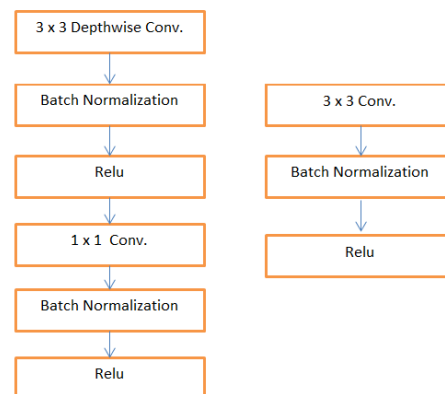 3 x 3 Depthwise Conv.
Batch Normalization
Relu
1 x 1 Conv.
Batch Normalization
Relu
3 x 3 Conv.
Batch Normalization
Relu